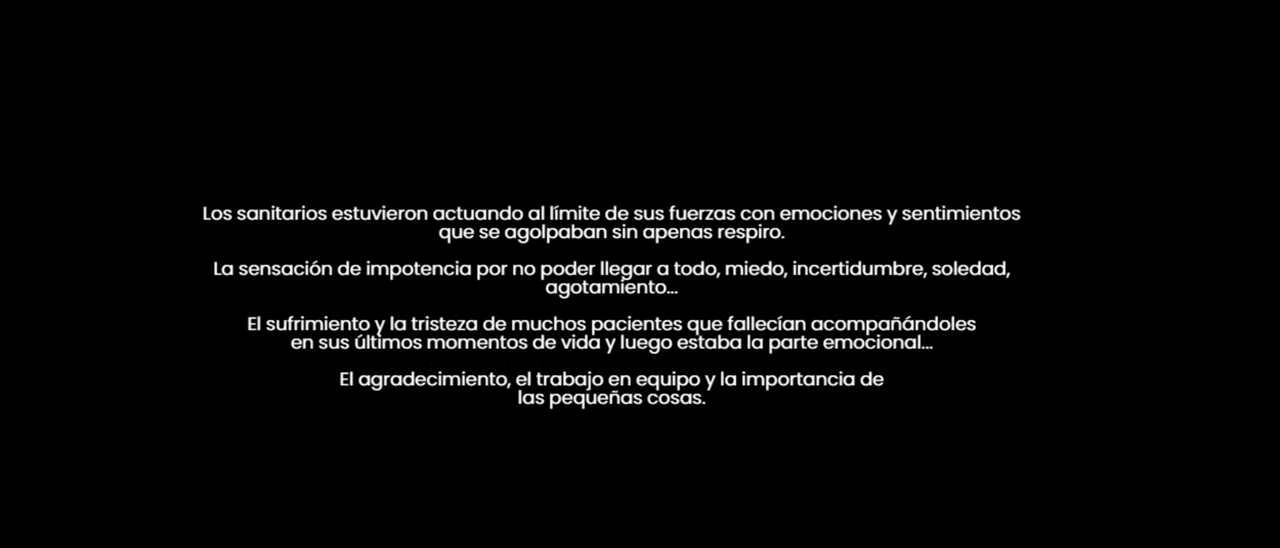 Los sanitarios estuvieron actuando al límite de sus fuerzas con emociones y sentimientos
que se agolpaban sin apenas respiro.
La sensación de impotencia por no poder llegar a todo, miedo, incertidumbre, soledad,
agotamiento...
El sufrimiento y la tristeza de muchos pacientes que fallecían acompañándoles
en sus últimos momentos de vida y luego estaba la parte emocional...
El agradecimiento, el trabajo en equipo y la importancia de
las pequeñas cosas.